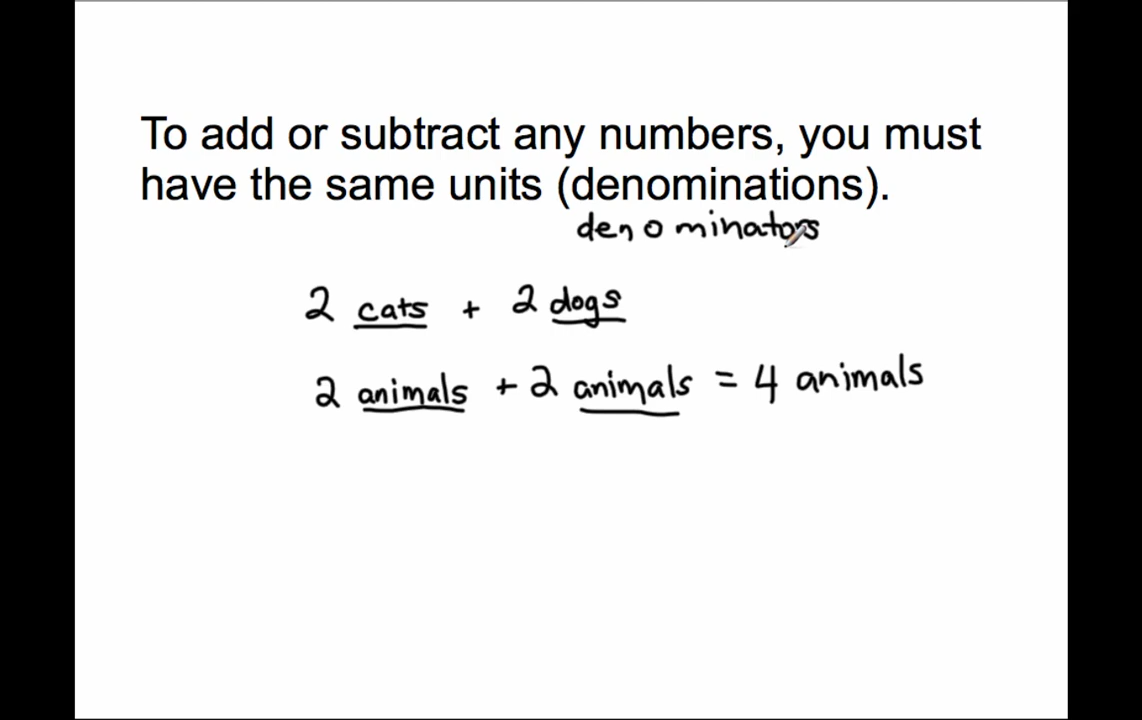 To add or subtract any numbers, you must
have the same units (denominations).
denominators
2 cats + 2 dogs
2 animals + 2 animals = 4 animals